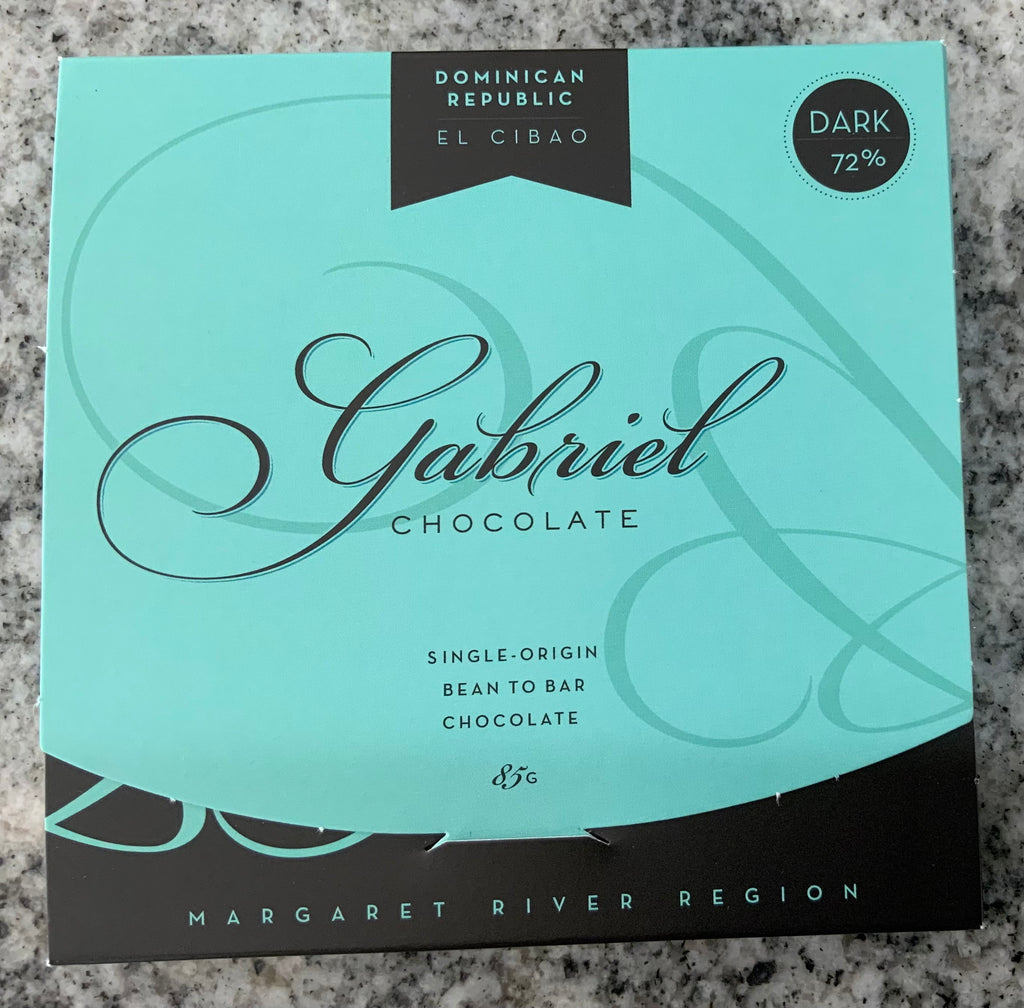 DOMINICAN
REPUBLIC
EL CIBAO
DARK
72%
Gabriel
CHOCOLATE
SINGLE-ORIGIN
BEAN TO BAR
CHOCOLATE
85G
MARGARET RIVER REGION